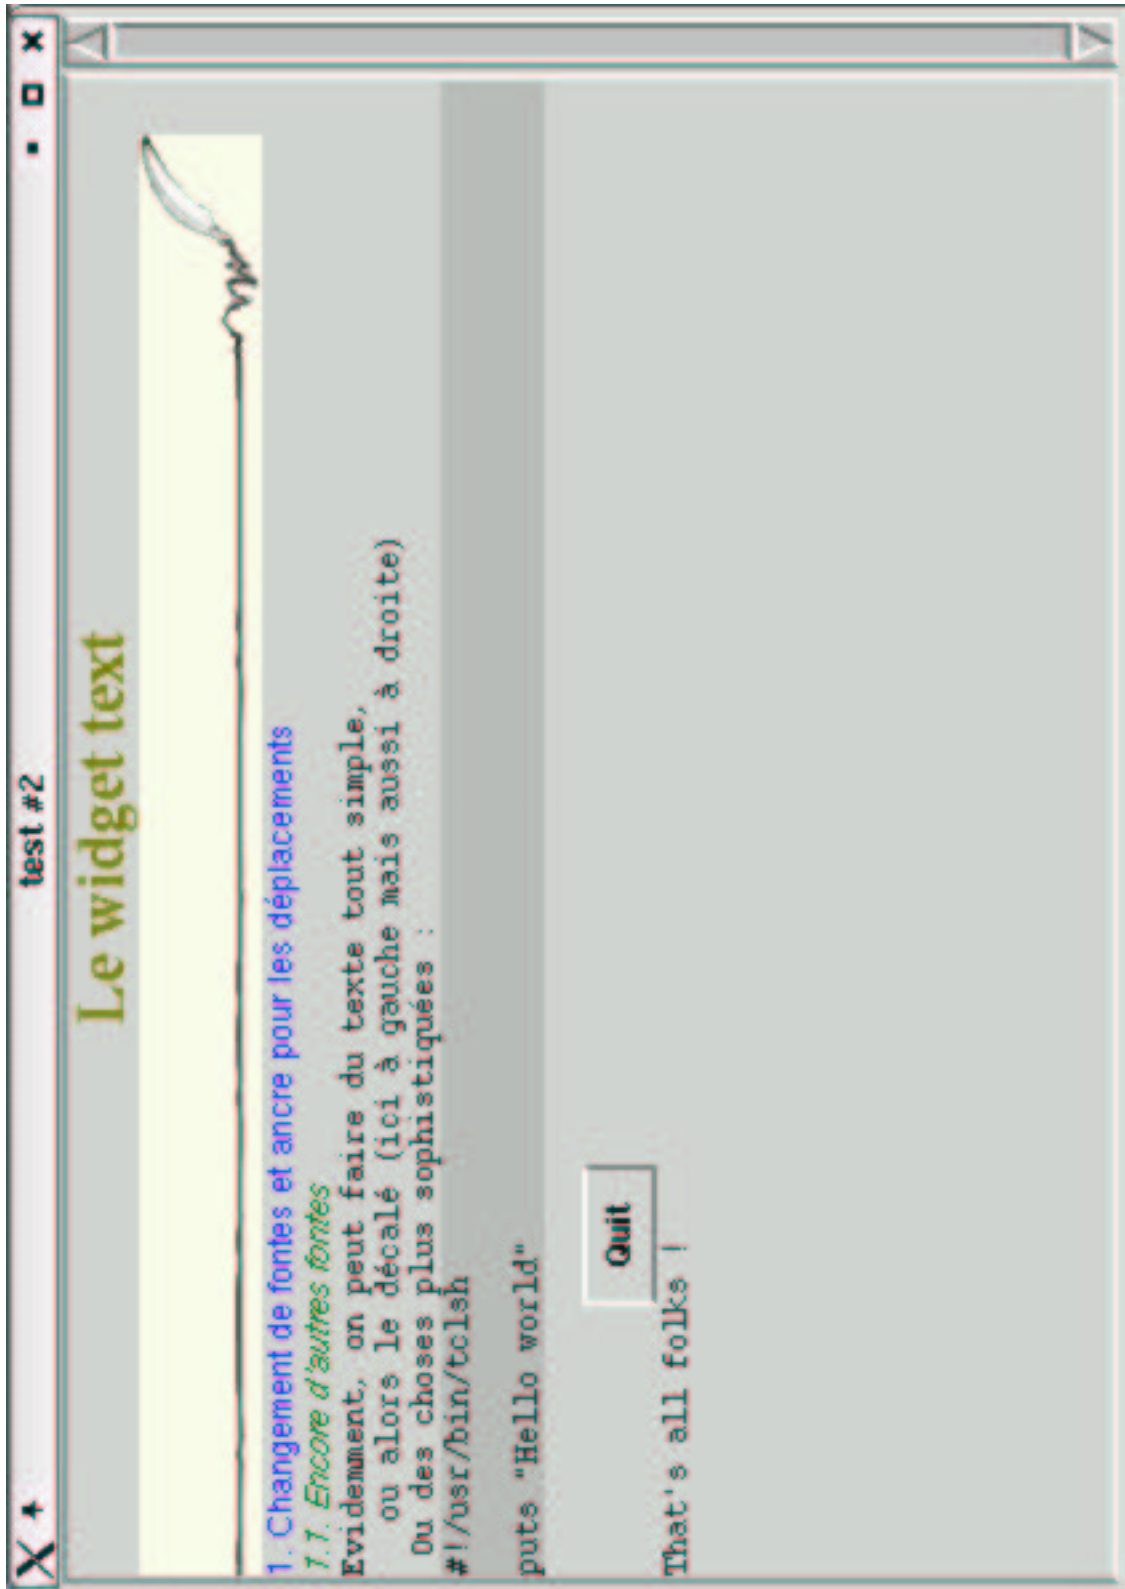 test #2
Le widget text
1. Changement de fontes et ancre pour les déplacements
1.1. Encore d'autres fontes
Evidemment, on peut faire du texte tout simple,
ou alors le décalé (ici à gauche mais aussi à droite)
Ou des choses plus sophistiquées :
#!/usr/bin/tclsh
puts "Hello world"
Quit
That's all folks !